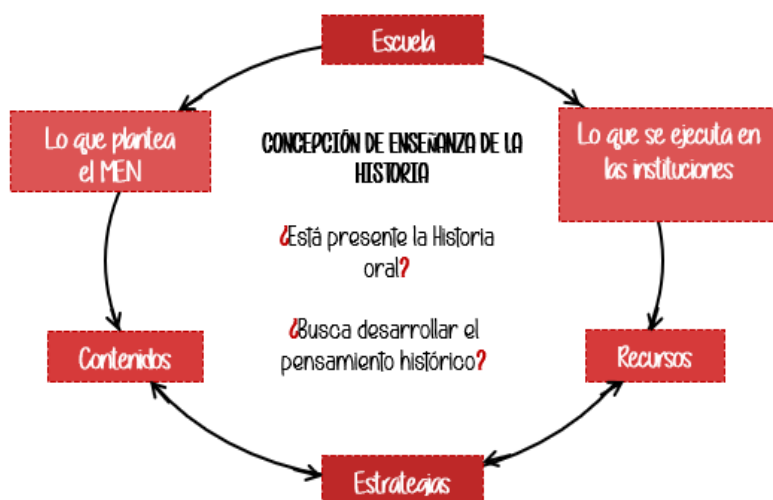 Escuela
Lo que plantea
el MEN
CONCEPCIÓN DE ENSEÑANZA DE LA
HISTORIA
Lo que se ejecuta en
las instituciones
¿Está presente la Historia
oral?
¿Busca desarrollar el
pensamiento histórico?
Contenidos
Recursos
Estrategias